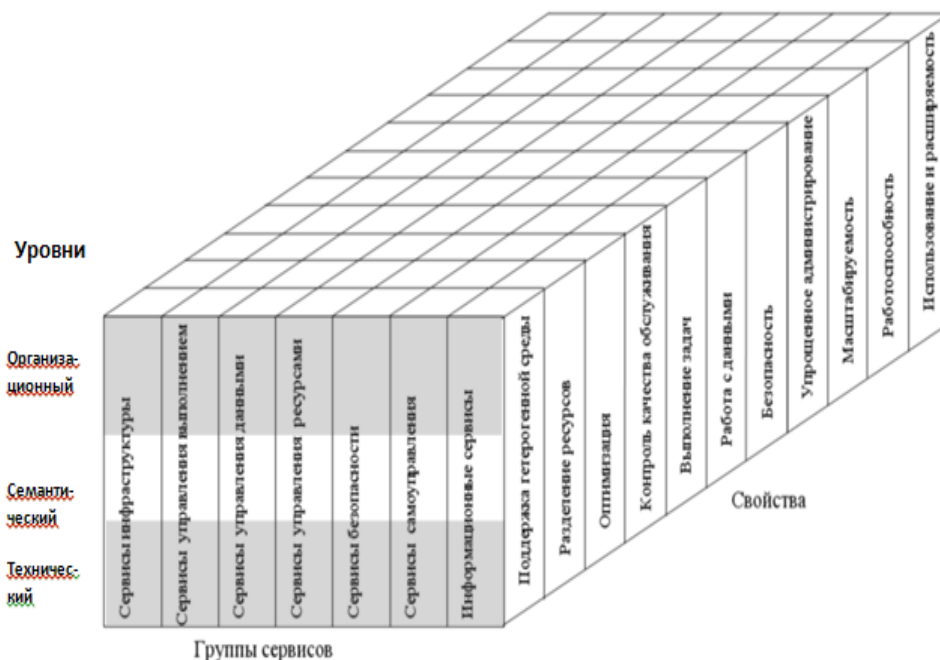 Уровни
Организа-
ционный
Семанти-
ческий
Техничес-
кий
Сервисы инфраструктуры
Сервисы управления выполнением
Сервисы управления данными
Сервисы управления ресурсами
Сервисы безопасности
Сервисы самоуправления
Информационные сервисы
Поддержка гетерогенной среды
Разделение ресурсов
Оптимизация
Контроль качества обслуживания
Выполнение задач
Работа с данными
Безопасность
Упрощенное администрирование
Масштабируемость
Работоспособность
Использование и расширяемость
Свойства
Группы сервисов